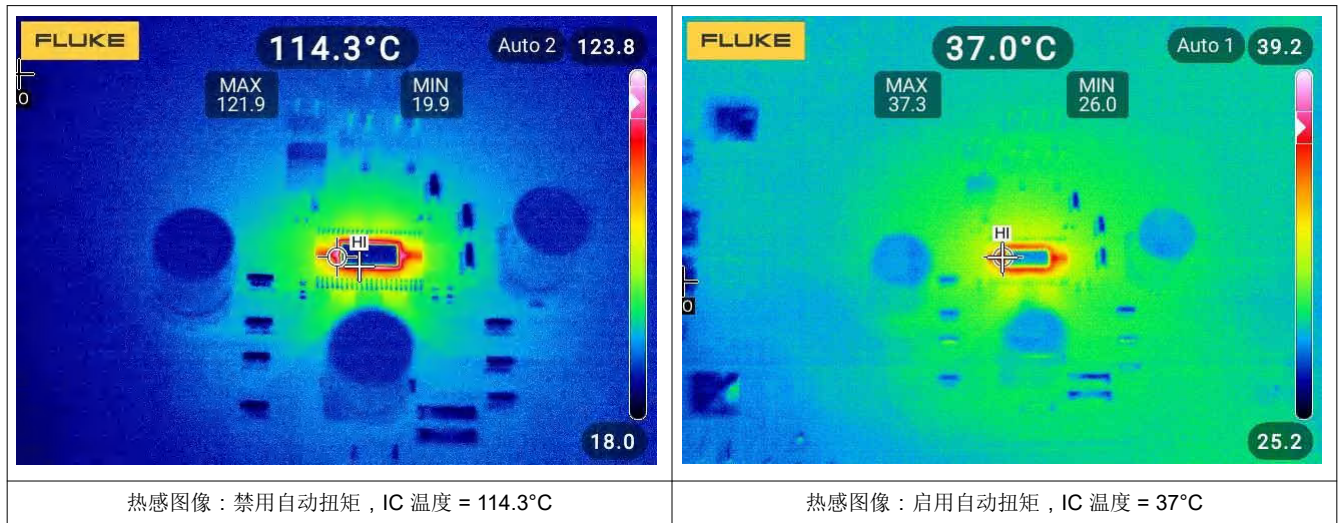 FLUKE
114.3°C
Auto 2 123.8
MAX
121.9
MIN
19.9
.0
HI
18.0
FLUKE
37.0°C
Auto 1 39.2
MAX
37.3
MIN
26.0
HI
0
25.2
热感图像：禁用自动扭矩，IC 温度 = 114.3°C
热感图像：启用自动扭矩，IC 温度 = 37°C